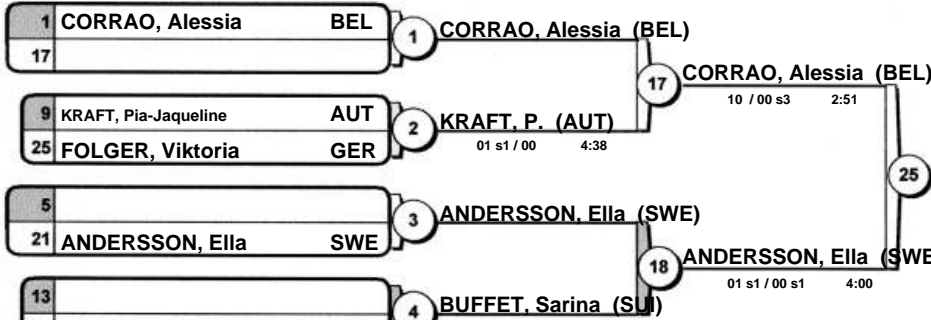 1 CORRAO, Alessia BEL
17
1
CORRAO, Alessia (BEL)
17
CORRAO, Alessia (BEL)
10 / 00 s3 2:51
9 KRAFT, Pia-Jaqueline AUT
25 FOLGER, Viktoria GER
2
KRAFT, P. (AUT)
01 s1 / 00 4:38
25
5
21 ANDERSSON, Ella SWE
3
ANDERSSON, Ella (SWE)
18
ANDERSSON, Ella (SWE
01 s1 / 00 s1 4:00
13
4
BUFFET, Sarina (SUI)